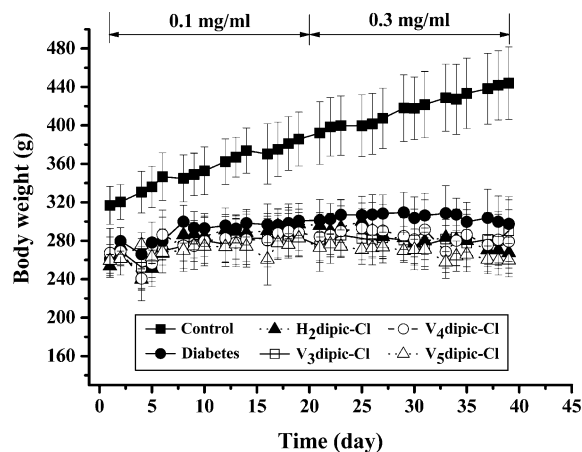 0.1 mg/ml 0.3 mg/ml
480
440
400
360
320
280
240
200
160
Body weight (g)
Control H2dipic-Cl V4dipic-Cl
Diabetes V3dipic-Cl V5dipic-Cl
0 5 10 15 20 25 30 35 40 45
Time (day)